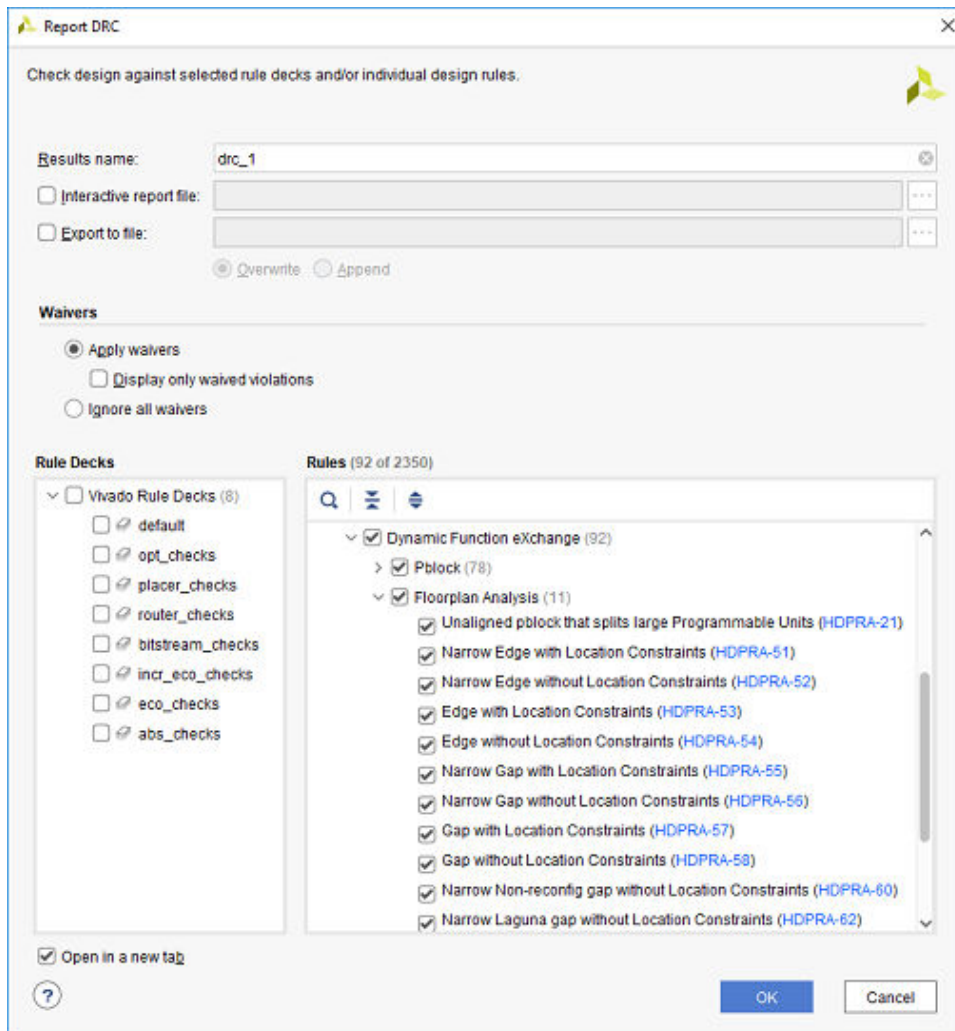 Report DRC
Check design against selected rule decks and/or individual design rules.
Results name: drc_1
Interactive report file: ...
Export to file: ...
Overwrite Append
Waivers
Apply waivers
Display only waived violations
Ignore all waivers
Rule Decks
Vivado Rule Decks (8)
default
opt_checks
placer_checks
router_checks
bitstream_checks
incr_eco_checks
eco_checks
abs_checks
Rules (92 of 2350)
Dynamic Function eXchange (92)
Pblock (78)
Floorplan Analysis (11)
Unaligned pblock that splits large Programmable Units (HDPRA-21)
Narrow Edge with Location Constraints (HDPRA-51)
Narrow Edge without Location Constraints (HDPRA-52)
Edge with Location Constraints (HDPRA-53)
Edge without Location Constraints (HDPRA-54)
Narrow Gap with Location Constraints (HDPRA-55)
Narrow Gap without Location Constraints (HDPRA-56)
Gap with Location Constraints (HDPRA-57)
Gap without Location Constraints (HDPRA-58)
Narrow Non-reconfig gap without Location Constraints (HDPRA-60)
Narrow Laguna gap without Location Constraints (HDPRA-62)
Open in a new tab
? OK Cancel